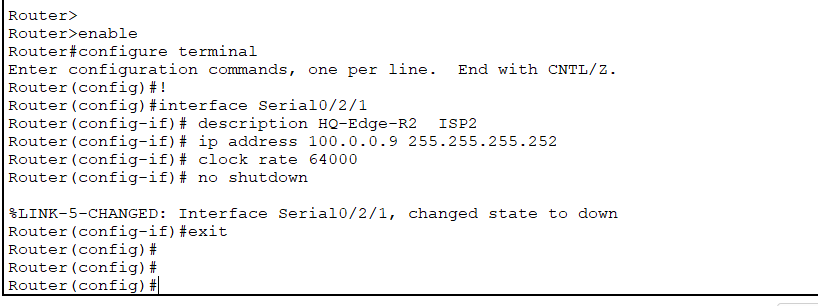 Router>
Router>enable
Router#configure terminal
Enter configuration commands, one per line.  End with CNTL/Z.
Router(config)#!
Router(config)#interface Serial0/2/1
Router(config-if)# description HQ-Edge-R2  ISP2
Router(config-if)# ip address 100.0.0.9 255.255.255.252
Router(config-if)# clock rate 64000
Router(config-if)# no shutdown
%LINK-5-CHANGED: Interface Serial0/2/1, changed state to down
Router(config-if)#exit
Router(config)#
Router(config)#
Router(config)#